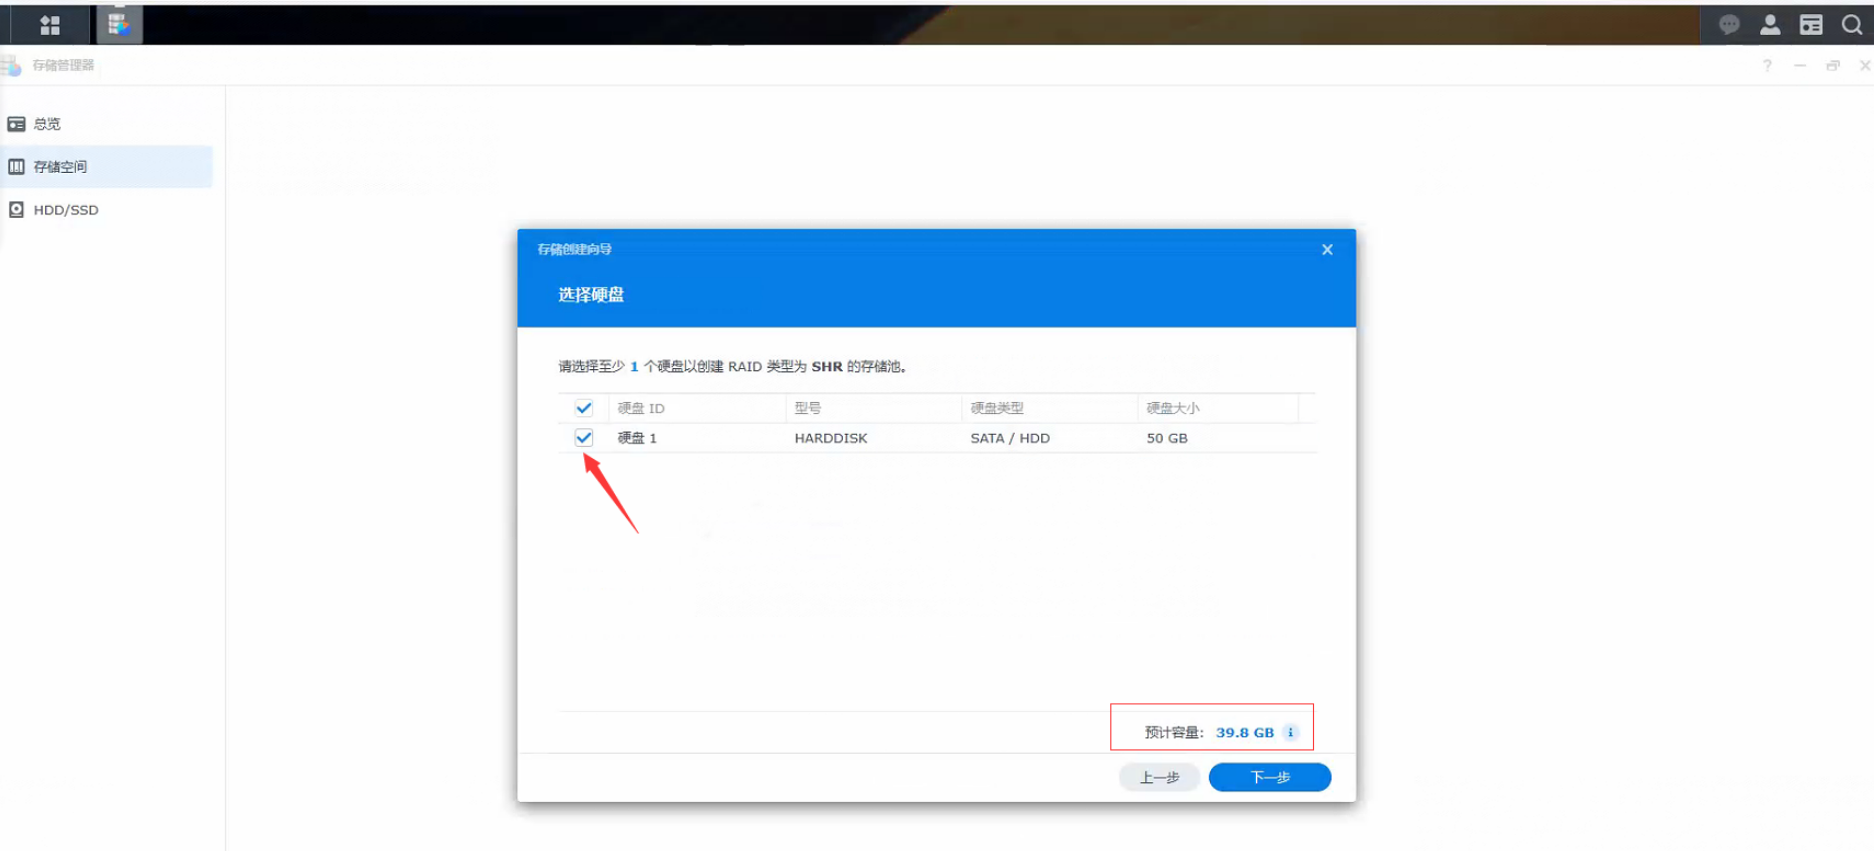 存储管理器
?
总览
存储空间
HDD/SSD
存储创建向导
选择硬盘
请选择至少 1 个硬盘以创建 RAID 类型为 SHR 的存储池。
硬盘 ID 型号 硬盘类型 硬盘大小
硬盘 1 HARDDISK SATA / HDD 50 GB
预计容量: 39.8 GB i
上一步 下一步